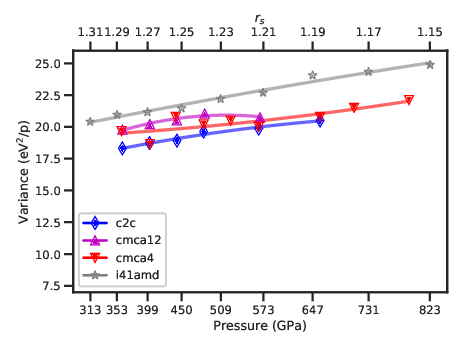 r_s
1.31 1.29 1.27 1.25 1.23 1.21 1.19 1.17 1.15
25.0
22.5
20.0
17.5
15.0
12.5
10.0
7.5
Variance (eV²/p)
c2c
cmca12
cmca4
i41amd
313 353 399 450 509 573 647 731 823
Pressure (GPa)